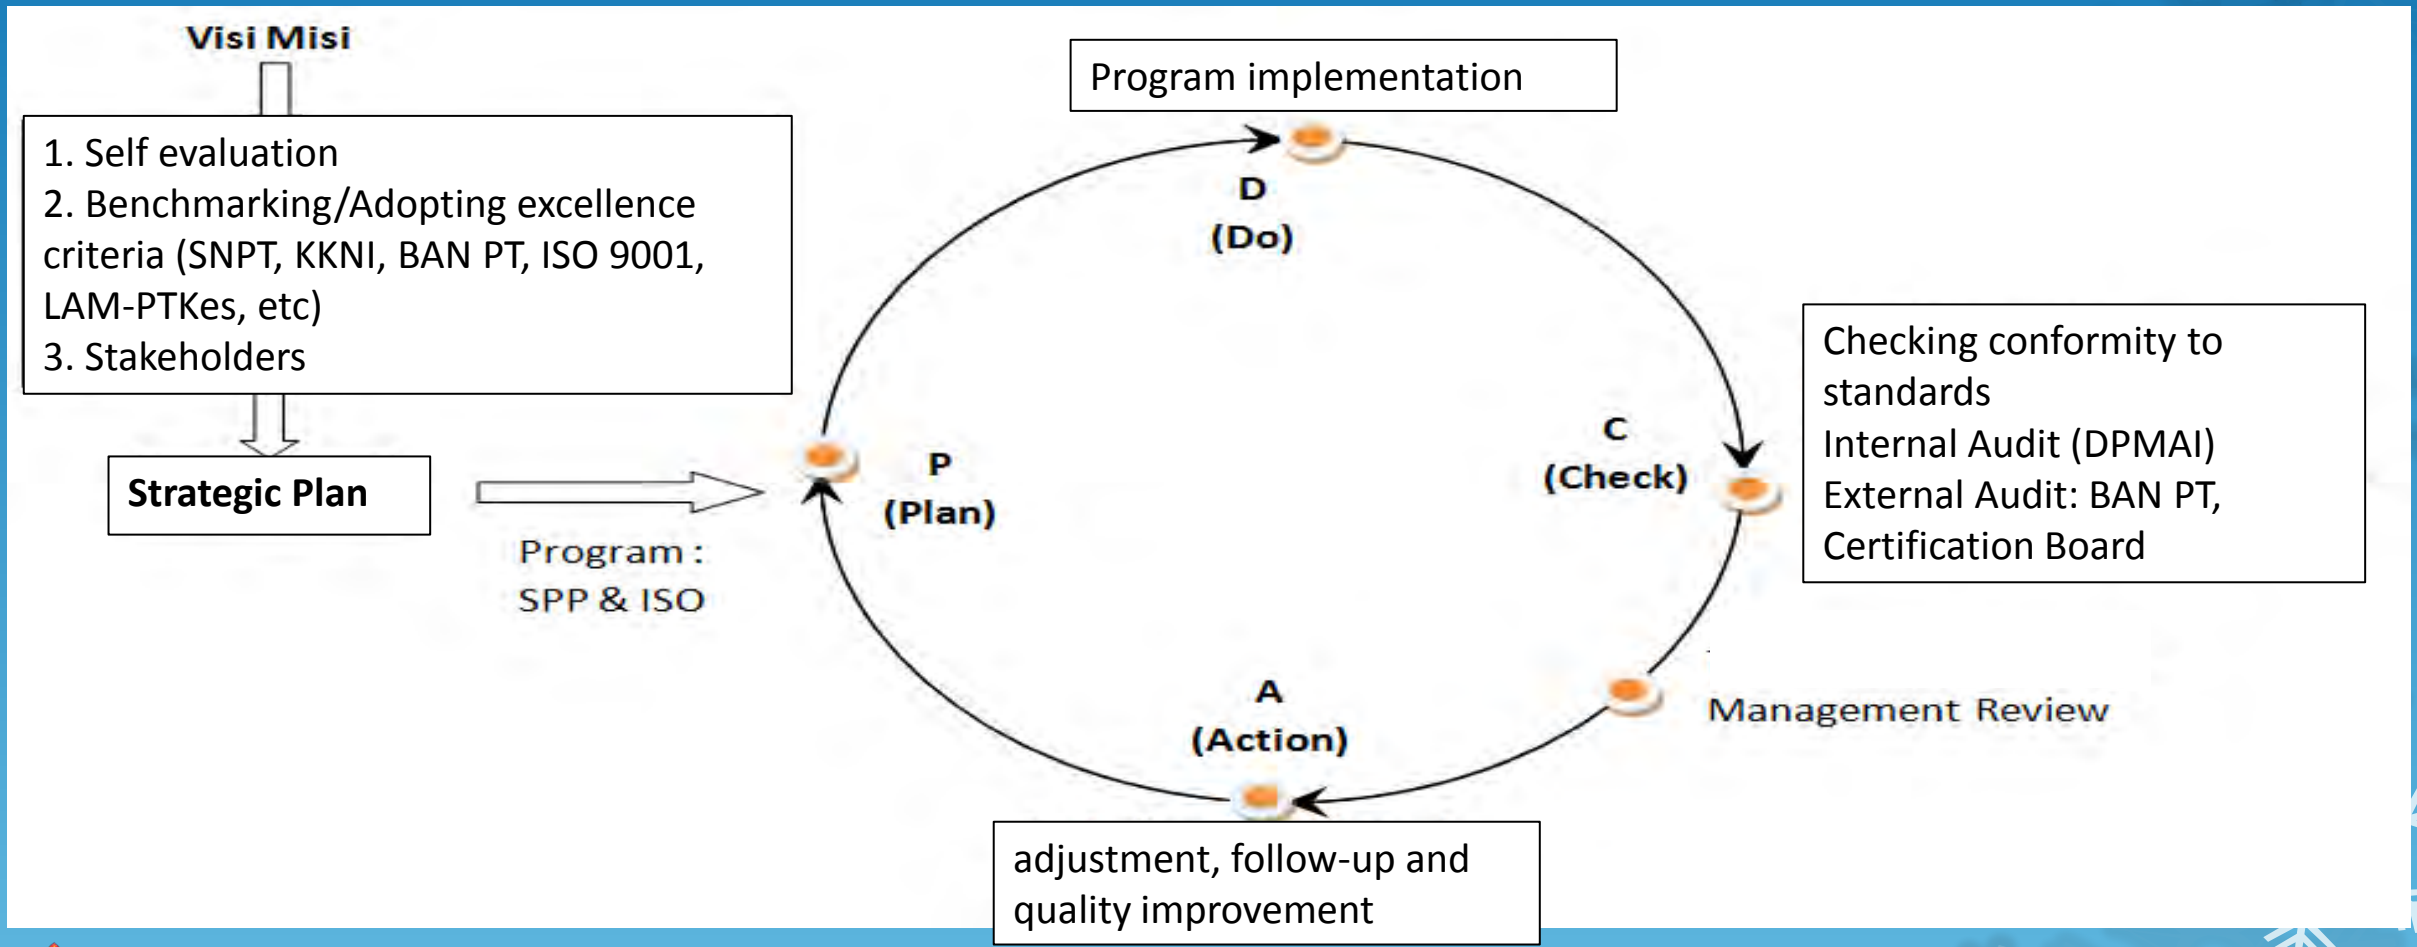 Visi Misi
1. Self evaluation
2. Benchmarking/Adopting excellence
criteria (SNPT, KKNI, BAN PT, ISO 9001,
LAM-PTKes, etc)
3. Stakeholders
Strategic Plan
Program :
SPP & ISO
P
(Plan)
Program implementation
D
(Do)
C
(Check)
Checking conformity to
standards
Internal Audit (DPMAI)
External Audit: BAN PT,
Certification Board
Management Review
A
(Action)
adjustment, follow-up and
quality improvement